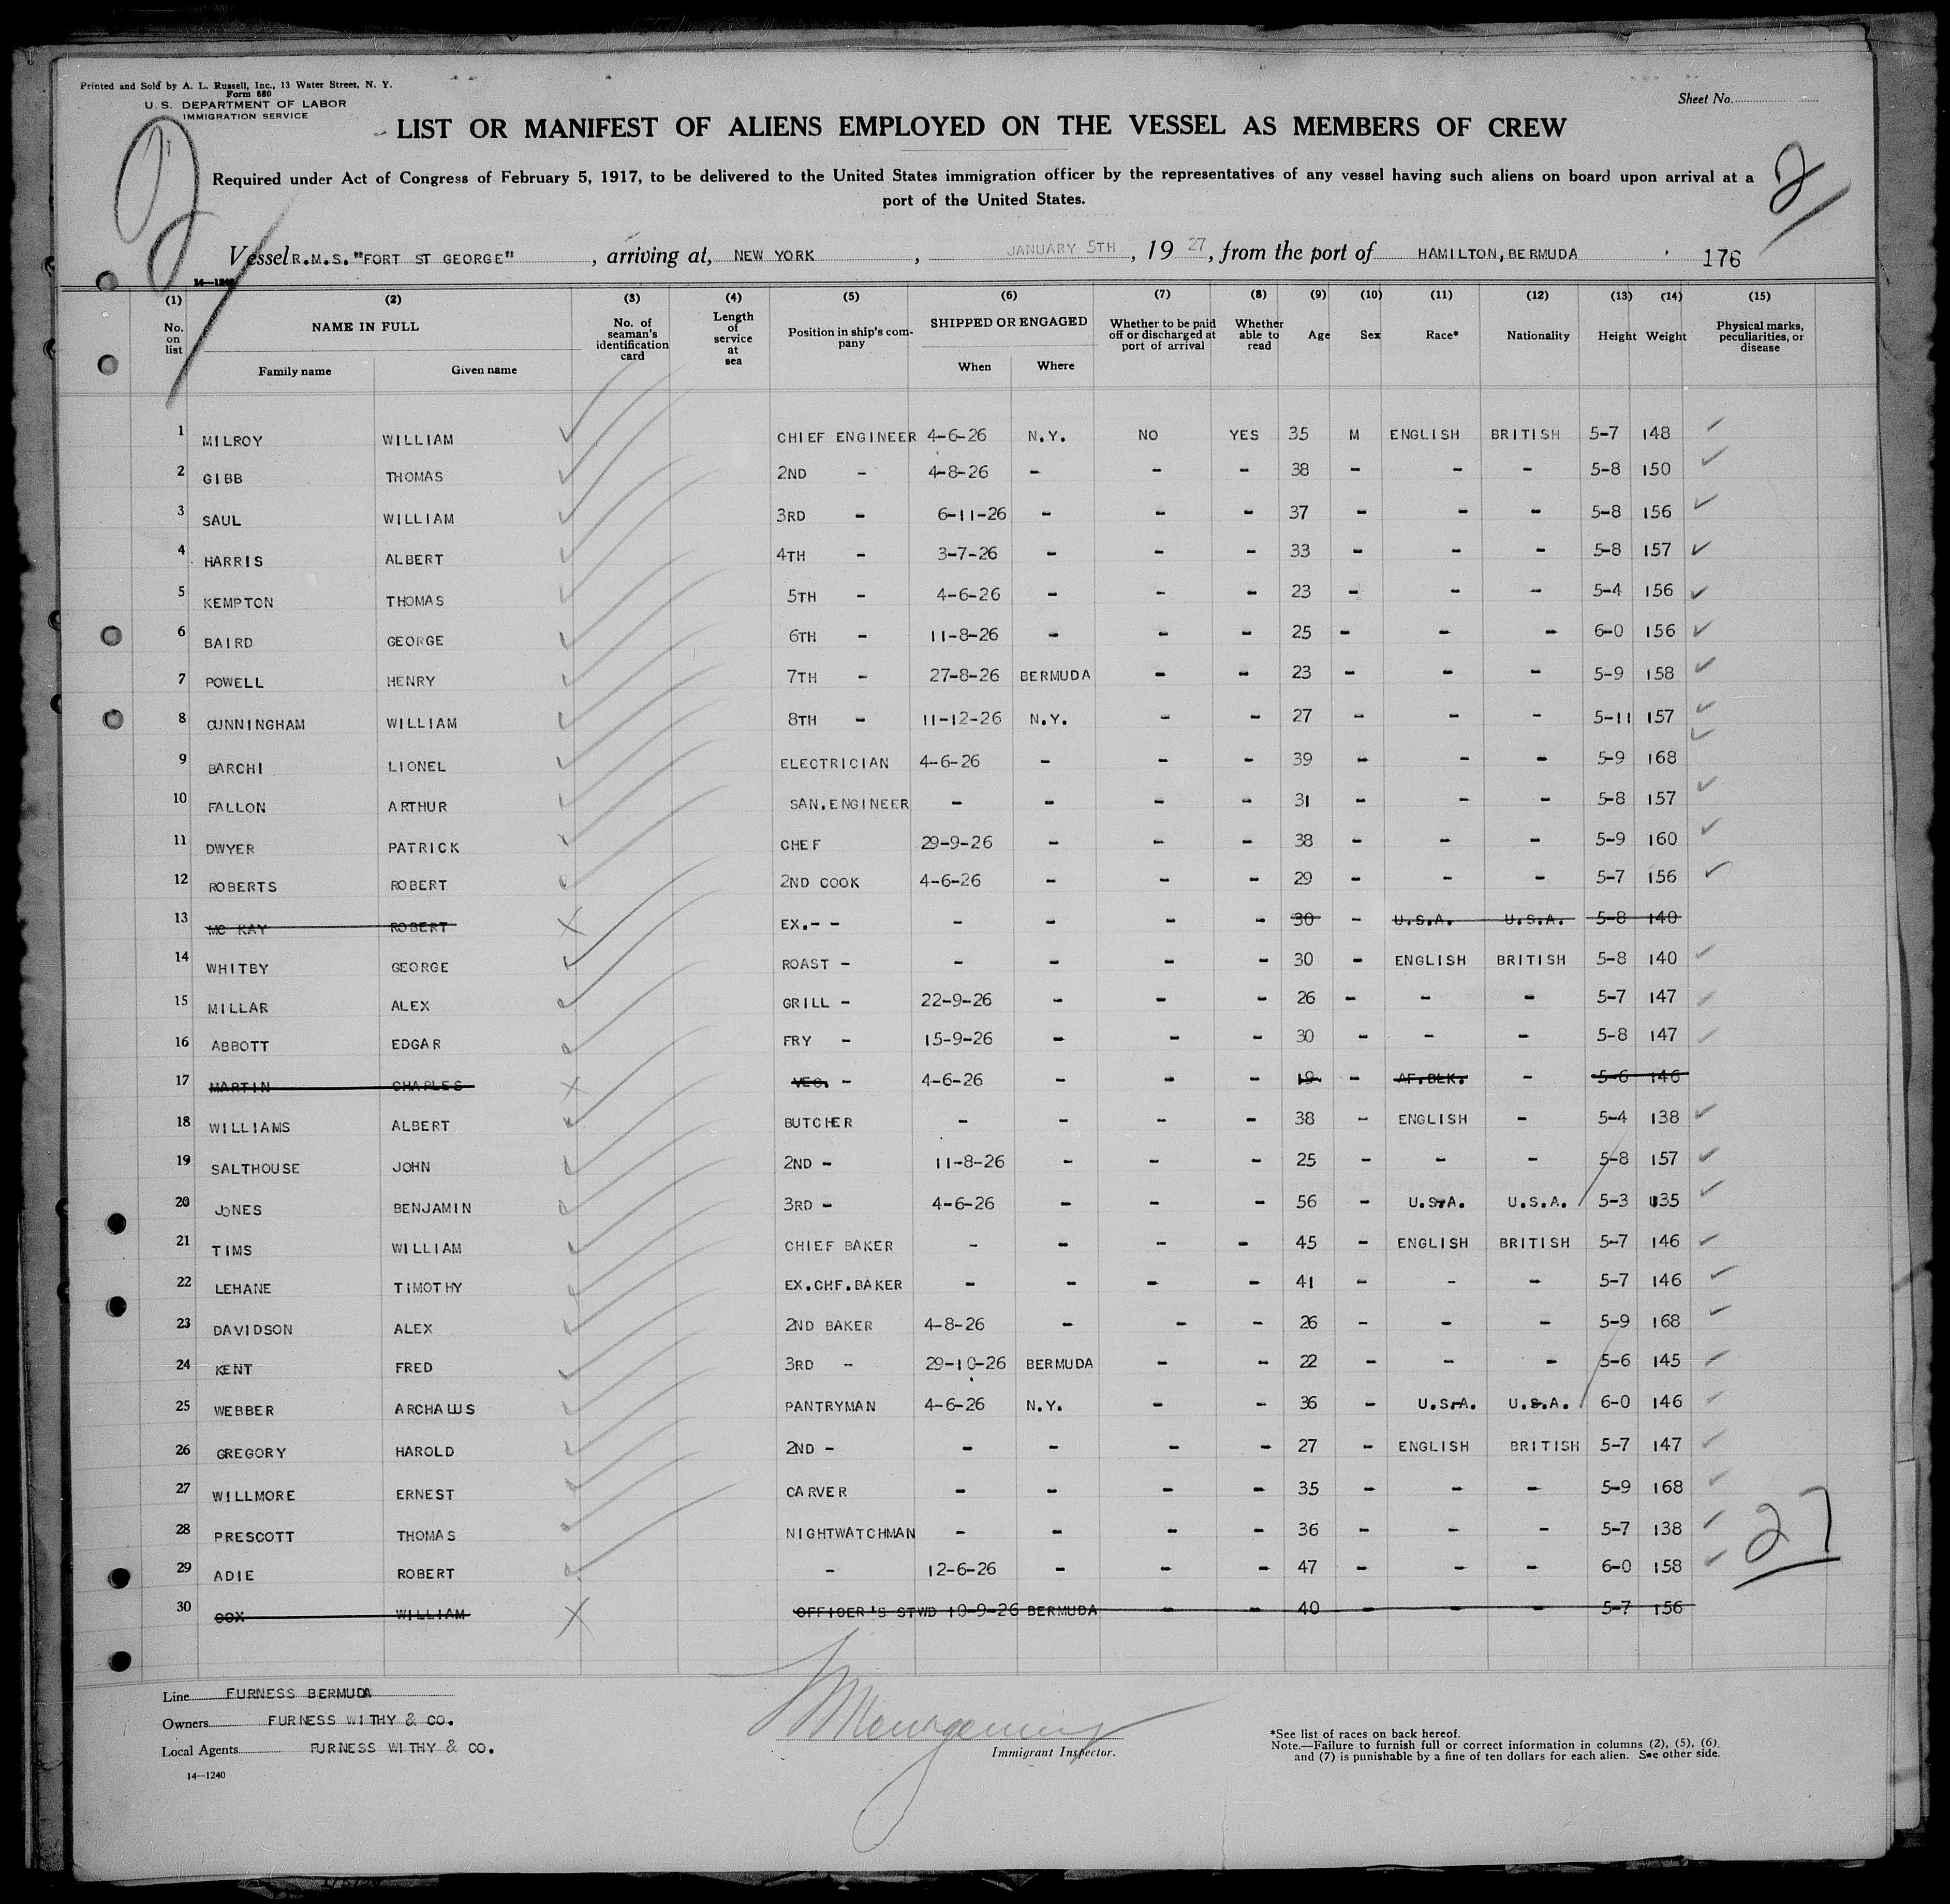 Printed and Sold by A. L. Russell, Inc., 13 Water Street, N. Y.
Form 680
U. S. DEPARTMENT OF LABOR
IMMIGRATION SERVICE
Sheet No.
LIST OR MANIFEST OF ALIENS EMPLOYED ON THE VESSEL AS MEMBERS OF CREW
Required under Act of Congress of February 5, 1917, to be delivered to the United States immigration officer by the representatives of any vessel having such aliens on board upon arrival at a
port of the United States.
2
Vessel R.M.S. "FORT ST GEORGE", arriving at, NEW YORK, JANUARY 5TH, 19 27, from the port of HAMILTON, BERMUDA 176
14—1240
(1) (2) (3) (4) (5) (6) (7) (8) (9) (10) (11) (12) (13) (14) (15)
No. on list NAME IN FULL No. of seaman's identification card Length of service at sea Position in ship's company SHIPPED OR ENGAGED Whether to be paid off or discharged at port of arrival Whether able to read Age Sex Race* Nationality Height Weight Physical marks, peculiarities, or disease
Family name Given name When Where
1 MILROY WILLIAM CHIEF ENGINEER 4-6-26 N.Y. NO YES 35 M ENGLISH BRITISH 5-7 148
2 GIBB THOMAS 2ND - 4-8-26 - - - 38 - - - 5-8 150
3 SAUL WILLIAM 3RD - 6-11-26 - - - 37 - - - 5-8 156
4 HARRIS ALBERT 4TH - 3-7-26 - - - 33 - - - 5-8 157
5 KEMPTON THOMAS 5TH - 4-6-26 - - - 23 - - - 5-4 156
6 BAIRD GEORGE 6TH - 11-8-26 - - - 25 - - - 6-0 156
7 POWELL HENRY 7TH - 27-8-26 BERMUDA - - 23 - - - 5-9 158
8 CUNNINGHAM WILLIAM 8TH - 11-12-26 N.Y. - - 27 - - - 5-11 157
9 BARCHI LIONEL ELECTRICIAN 4-6-26 - - - 39 - - - 5-9 168
10 FALLON ARTHUR SAN.ENGINEER - - - - 31 - - - 5-8 157
11 DWYER PATRICK CHEF 29-9-26 - - - 38 - - - 5-9 160
12 ROBERTS ROBERT 2ND COOK 4-6-26 - - - 29 - - - 5-7 156
13 MC KAY ROBERT EX.- - - - - - 30 - U.S.A. U.S.A. 5-8 140
14 WHITBY GEORGE ROAST - - - - - 30 - ENGLISH BRITISH 5-8 140
15 MILLAR ALEX GRILL - 22-9-26 - - - 26 - - - 5-7 147
16 ABBOTT EDGAR FRY - 15-9-26 - - - 30 - - - 5-8 147
17 MARTIN CHARLES VEG. - 4-6-26 - - - 19 - AF.BLK. - 5-6 146
18 WILLIAMS ALBERT BUTCHER - - - - 38 - ENGLISH - 5-4 138
19 SALTHOUSE JOHN 2ND - 11-8-26 - - - 25 - - - 5-8 157
20 JONES BENJAMIN 3RD - 4-6-26 - - - 56 - U.S.A. U.S.A. 5-3 135
21 TIMS WILLIAM CHIEF BAKER - - - - 45 - ENGLISH BRITISH 5-7 146
22 LEHANE TIMOTHY EX.CHF.BAKER - - - - 41 - - - 5-7 146
23 DAVIDSON ALEX 2ND BAKER 4-8-26 - - - 26 - - - 5-9 168
24 KENT FRED 3RD - 29-10-26 BERMUDA - - 22 - - - 5-6 145
25 WEBBER PANTRYMAN 4-6-26 N.Y. - - 36 - U.S.A. U.S.A. 6-0 146
26 GREGORY HAROLD 2ND - - - - - 27 - ENGLISH BRITISH 5-7 147
27 WILLMORE ERNEST CARVER - - - - 35 - - - 5-9 168
28 PRESCOTT THOMAS NIGHTWATCHMAN - - - - 36 - - - 5-7 138
29 ADIE ROBERT - 12-6-26 - - - 47 - - - 6-0 158
27
30 COX WILLIAM OFFICER'S STWD 10-9-26 BERMUDA - - 40 - - - 5-7 156
Line FURNESS BERMUDA
Owners FURNESS WITHY & CO.
Local Agents FURNESS WITHY & CO.
14—1240
Montgomery
Immigrant Inspector.
*See list of races on back hereof.
Note.—Failure to furnish full or correct information in columns (2), (5), (6)
and (7) is punishable by a fine of ten dollars for each alien. See other side.